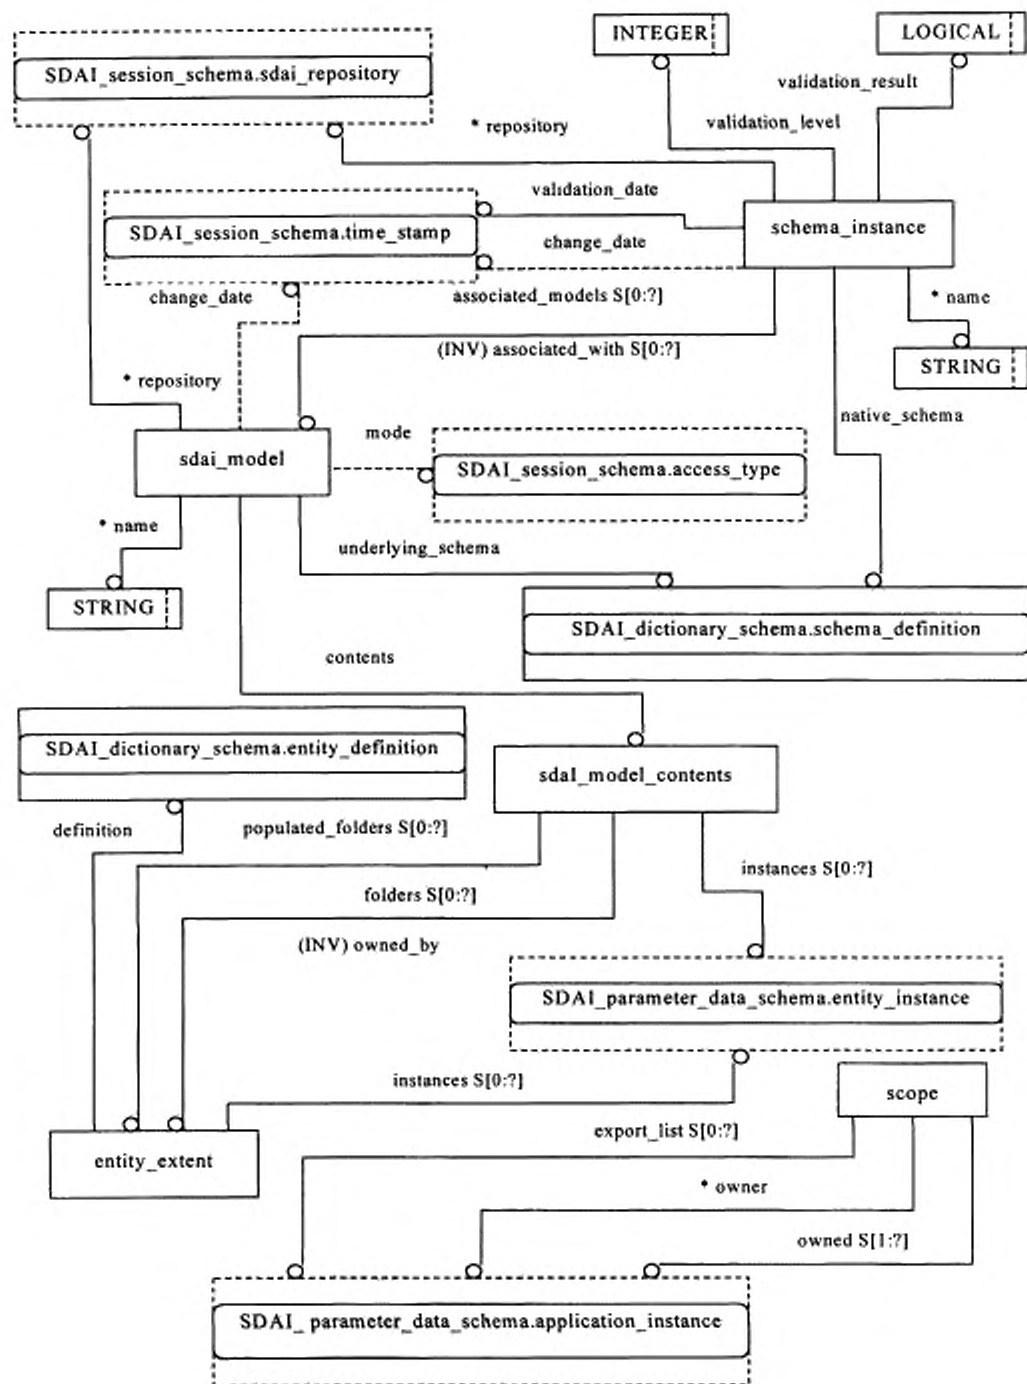 INTEGER
LOGICAL
SDAI_session_schema.sdai_repository
validation_result
* repository
validation_level
validation_date
SDAI_session_schema.time_stamp
schema_instance
change_date
change_date
associated_models S[0:?]
* name
(INV) associated_with S[0:?]
STRING
* repository
native_schema
mode
sdai_model
SDAI_session_schema.access_type
* name
underlying_schema
STRING
SDAI_dictionary_schema.schema_definition
contents
SDAI_dictionary_schema.entity_definition
sdaI_model_contents
definition
populated_folders S[0:?]
instances S[0:?]
folders S[0:?]
(INV) owned_by
SDAI_parameter_data_schema.entity_instance
instances S[0:?]
scope
export_list S[0:?]
entity_extent
* owner
owned S[1:?]
SDAI_ parameter_data_schema.application_instance